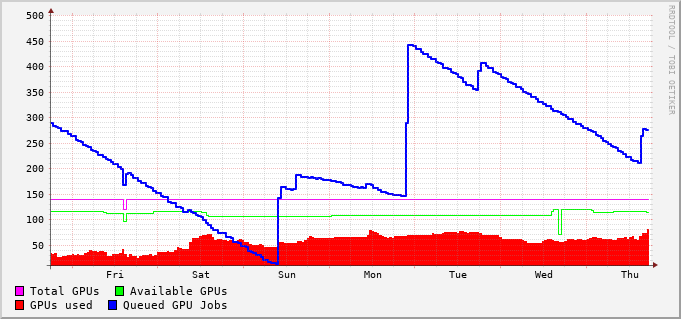 500
450
400
350
300
250
200
150
100
50
Fri Sat Sun Mon Tue Wed Thu
Total GPUs Available GPUs
GPUs used Queued GPU Jobs
RRDTOOL / TOBI OETIKER